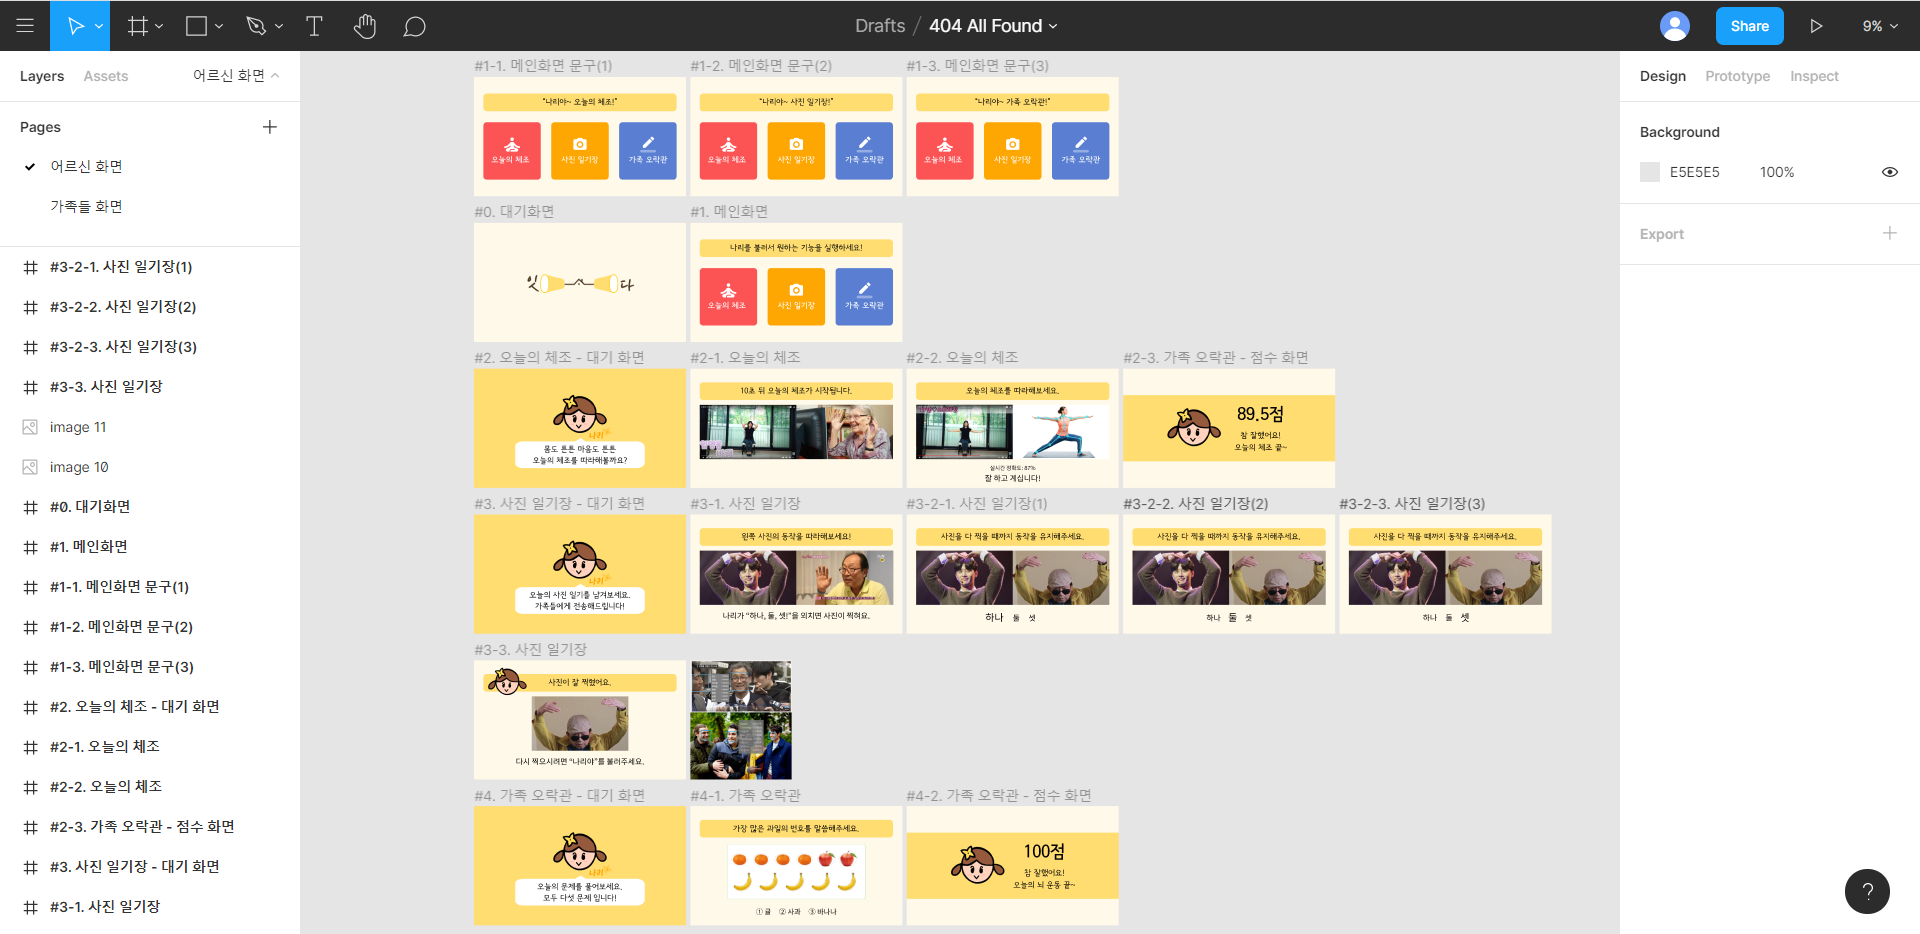 Drafts / 404 All Found
Share
9%
Layers
Assets
어르신 화면
Pages
어르신 화면
가족들 화면
#3-2-1. 사진 일기장(1)
#3-2-2. 사진 일기장(2)
#3-2-3. 사진 일기장(3)
#3-3. 사진 일기장
image 11
image 10
#0. 대기화면
#1. 메인화면
#1-1. 메인화면 문구(1)
#1-2. 메인화면 문구(2)
#1-3. 메인화면 문구(3)
#2. 오늘의 체조 - 대기 화면
#2-1. 오늘의 체조
#2-2. 오늘의 체조
#2-3. 가족 오락관 - 점수 화면
#3. 사진 일기장 - 대기 화면
#3-1. 사진 일기장
#1-1. 메인화면 문구(1)
"나리야~ 오늘의 체조!"
오늘의 체조
사진 일기장
가족 오락관
#1-2. 메인화면 문구(2)
"나리야~ 사진 일기장!"
오늘의 체조
사진 일기장
가족 오락관
#1-3. 메인화면 문구(3)
"나리야~ 가족 오락관!"
오늘의 체조
사진 일기장
가족 오락관
#0. 대기화면
잇 다
#1. 메인화면
나리를 불러서 원하는 기능을 실행하세요!
오늘의 체조
사진 일기장
가족 오락관
#2. 오늘의 체조 - 대기 화면
나리
몸도 튼튼 마음도 튼튼
오늘의 체조를 따라해볼까요?
#2-1. 오늘의 체조
10초 뒤 오늘의 체조가 시작됩니다.
#2-2. 오늘의 체조
오늘의 체조를 따라해보세요.
실시간 정확도: 87%
잘 하고 계십니다!
#2-3. 가족 오락관 - 점수 화면
89.5점
참 잘했어요!
오늘의 체조 끝~
#3. 사진 일기장 - 대기 화면
나리
오늘의 사진 일기를 남겨보세요.
가족들에게 전송해드립니다!
#3-1. 사진 일기장
왼쪽 사진의 동작을 따라해보세요!
나리가 "하나, 둘, 셋!"을 외치면 사진이 찍혀요.
#3-2-1. 사진 일기장(1)
사진을 다 찍을 때까지 동작을 유지해주세요.
하나 둘 셋
#3-2-2. 사진 일기장(2)
사진을 다 찍을 때까지 동작을 유지해주세요.
하나 둘 셋
#3-2-3. 사진 일기장(3)
사진을 다 찍을 때까지 동작을 유지해주세요.
하나 둘 셋
#3-3. 사진 일기장
사진이 잘 찍혔어요.
다시 찍으시려면 "나리야"를 불러주세요.
#4. 가족 오락관 - 대기 화면
나리
오늘의 문제를 풀어보세요.
모두 다섯 문제 입니다!
#4-1. 가족 오락관
가장 많은 과일의 번호를 말씀해주세요.
① 귤 ② 사과 ③ 바나나
#4-2. 가족 오락관 - 점수 화면
100점
참 잘했어요!
오늘의 뇌 운동 끝~
Design
Prototype
Inspect
Background
E5E5E5
100%
Export
?